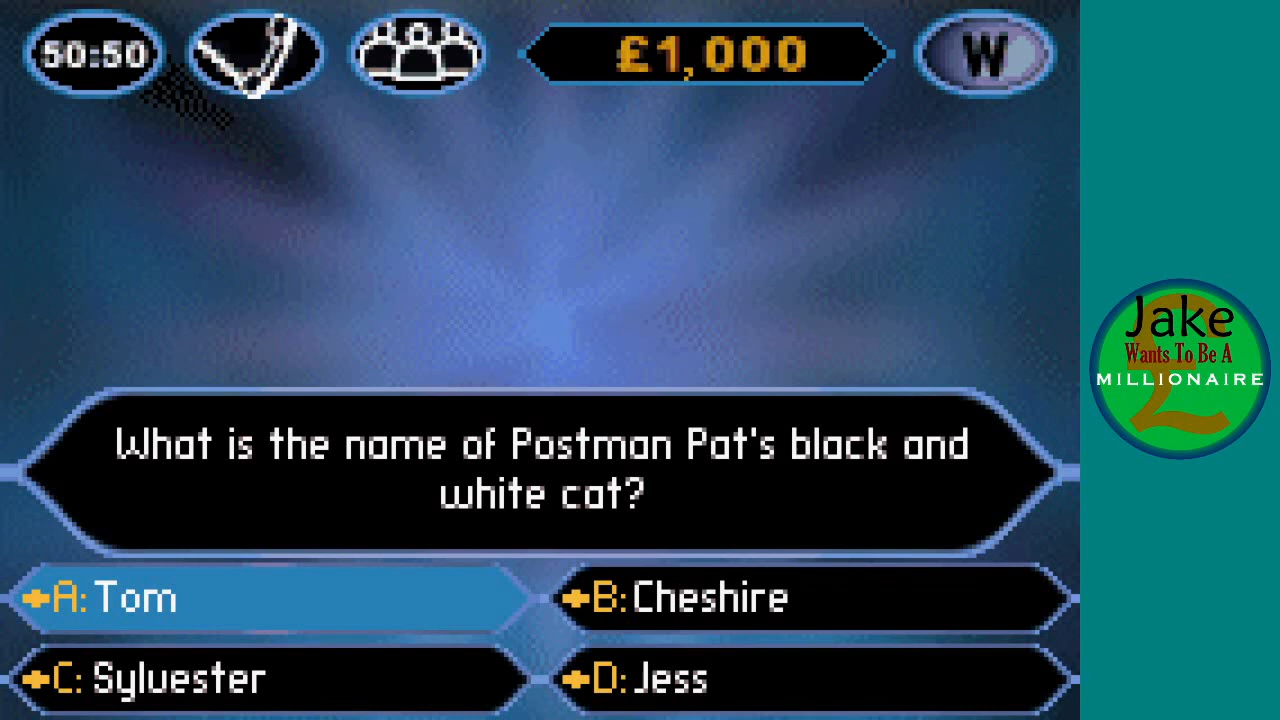 50:50
£1,000
W
Jake
Wants To Be A
MILLIONAIRE
£
What is the name of Postman Pat's black and
white cat?
A: Tom
B: Cheshire
C: Sylvester
D: Jess